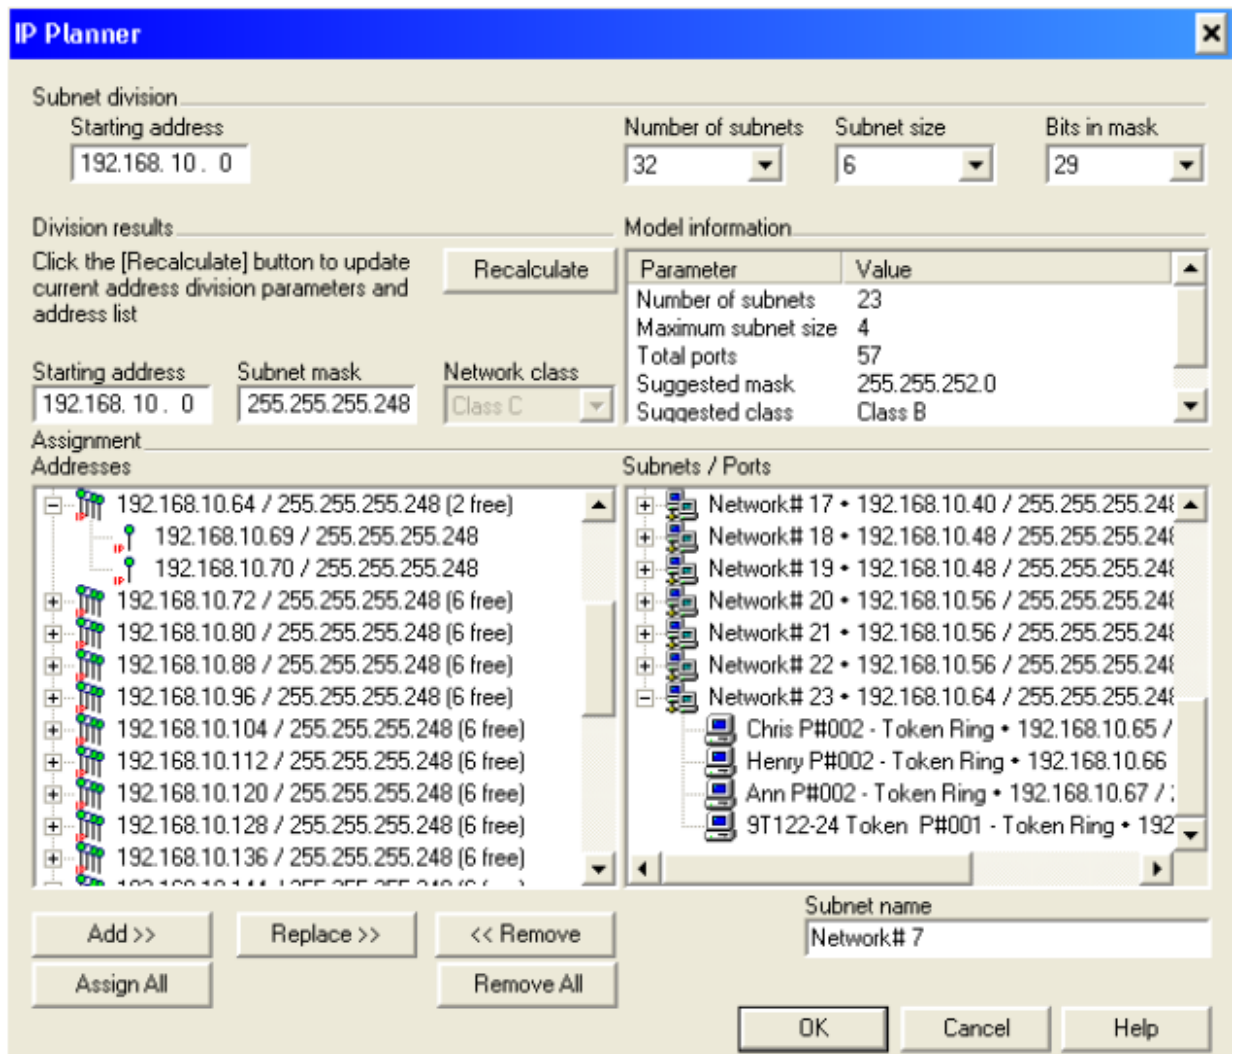 IP Planner
Subnet division
Starting address
Number of subnets
Subnet size
Bits in mask
192.168. 10 . 0
32
6
29
Division results
Model information
Click the [Recalculate] button to update
current address division parameters and
address list
Recalculate
Parameter Value
Number of subnets 23
Maximum subnet size 4
Total ports 57
Suggested mask 255.255.252.0
Suggested class Class B
Starting address
Subnet mask
Network class
192.168. 10 . 0
255.255.255.248
Class C
Assignment
Addresses
Subnets / Ports
192.168.10.64 / 255.255.255.248 (2 free)
IP 192.168.10.69 / 255.255.255.248
IP 192.168.10.70 / 255.255.255.248
192.168.10.72 / 255.255.255.248 (6 free)
192.168.10.80 / 255.255.255.248 (6 free)
192.168.10.88 / 255.255.255.248 (6 free)
192.168.10.96 / 255.255.255.248 (6 free)
192.168.10.104 / 255.255.255.248 (6 free)
192.168.10.112 / 255.255.255.248 (6 free)
192.168.10.120 / 255.255.255.248 (6 free)
192.168.10.128 / 255.255.255.248 (6 free)
192.168.10.136 / 255.255.255.248 (6 free)
Network# 17 • 192.168.10.40 / 255.255.255.248
Network# 18 • 192.168.10.48 / 255.255.255.248
Network# 19 • 192.168.10.48 / 255.255.255.248
Network# 20 • 192.168.10.56 / 255.255.255.248
Network# 21 • 192.168.10.56 / 255.255.255.248
Network# 22 • 192.168.10.56 / 255.255.255.248
Network# 23 • 192.168.10.64 / 255.255.255.248
Chris P#002 - Token Ring • 192.168.10.65 /
Henry P#002 - Token Ring • 192.168.10.66
Ann P#002 - Token Ring • 192.168.10.67 /
9T122-24 Token P#001 - Token Ring • 192
Add >>
Replace >>
<< Remove
Assign All
Remove All
Subnet name
Network# 7
OK
Cancel
Help